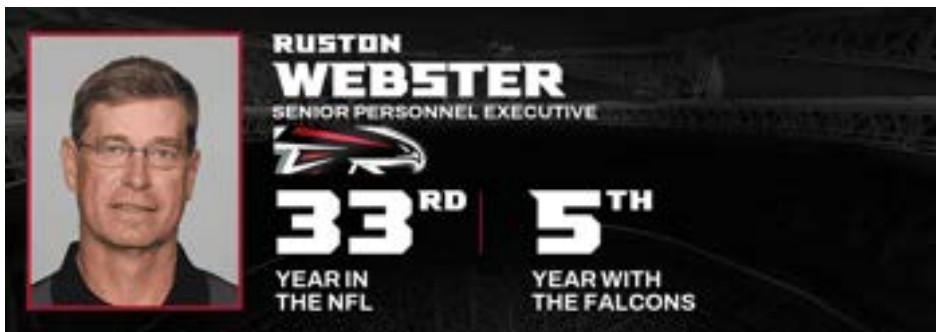 RUSTON
WEBSTER
SENIOR PERSONNEL EXECUTIVE
33RD
YEAR IN
THE NFL
5TH
YEAR WITH
THE FALCONS